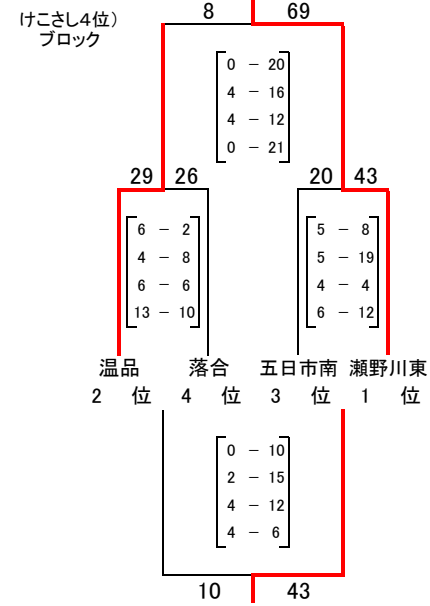 8 69
けこさし4位)
ブロック
0 － 20
4 － 16
4 － 12
0 － 21
29 26 20 43
6 － 2 5 － 8
4 － 8 5 － 19
6 － 6 4 － 4
13 － 10 6 － 12
温品 落合 五日市南 瀬野川東
2 位 4 位 3 位 1 位
0 － 10
2 － 15
4 － 12
4 － 6
10 43